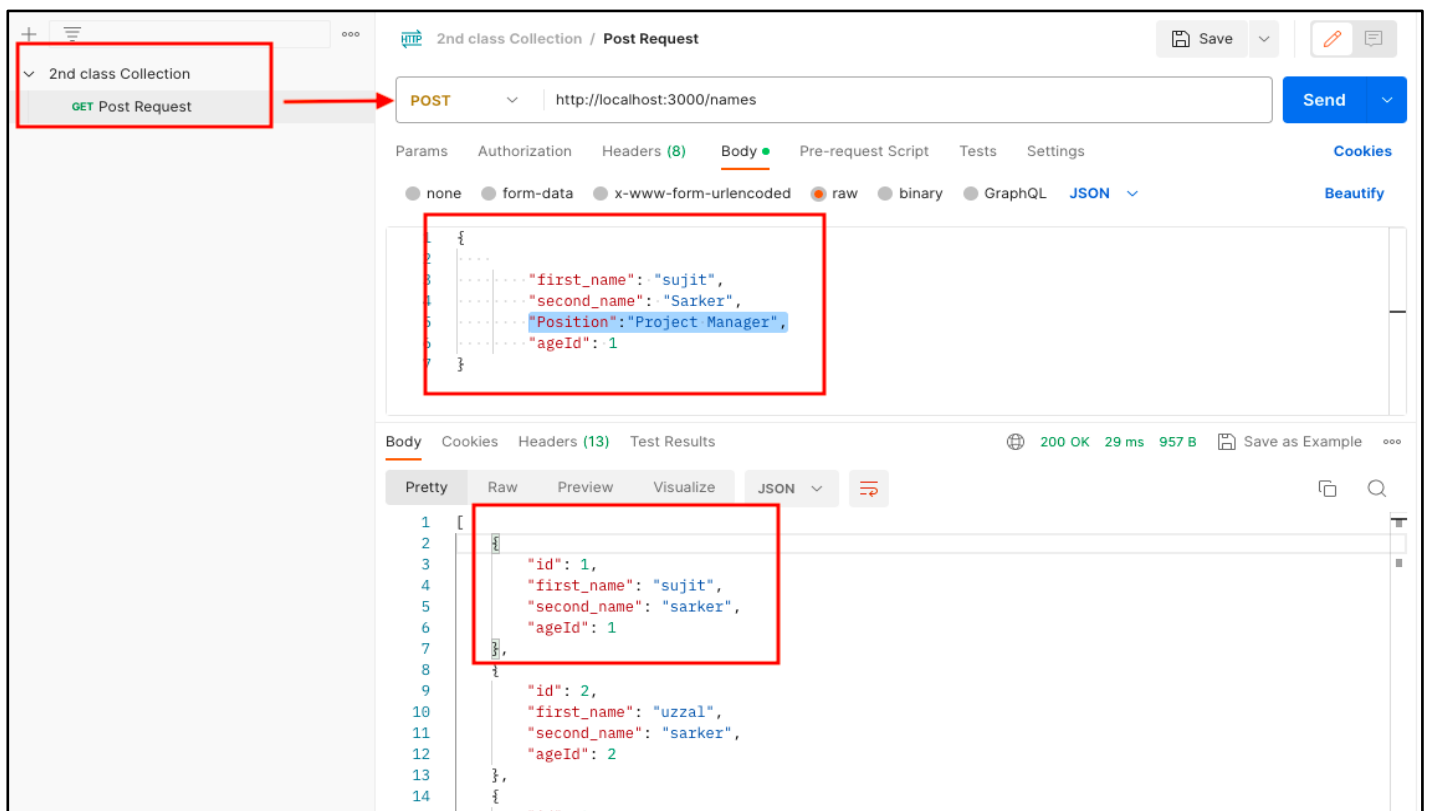 2nd class Collection / Post Request
Save
2nd class Collection
GET Post Request
POST http://localhost:3000/names
Send
Params Authorization Headers (8) Body Pre-request Script Tests Settings Cookies
none form-data x-www-form-urlencoded raw binary GraphQL JSON Beautify
1 {
2
3 "first_name": "sujit",
4 "second_name": "Sarker",
5 "Position":"Project Manager",
6 "ageId": 1
7 }
Body Cookies Headers (13) Test Results 200 OK 29 ms 957 B Save as Example
Pretty Raw Preview Visualize JSON
1 [
2 {
3 "id": 1,
4 "first_name": "sujit",
5 "second_name": "sarker",
6 "ageId": 1
7 },
8 {
9 "id": 2,
10 "first_name": "uzzal",
11 "second_name": "sarker",
12 "ageId": 2
13 },
14 {